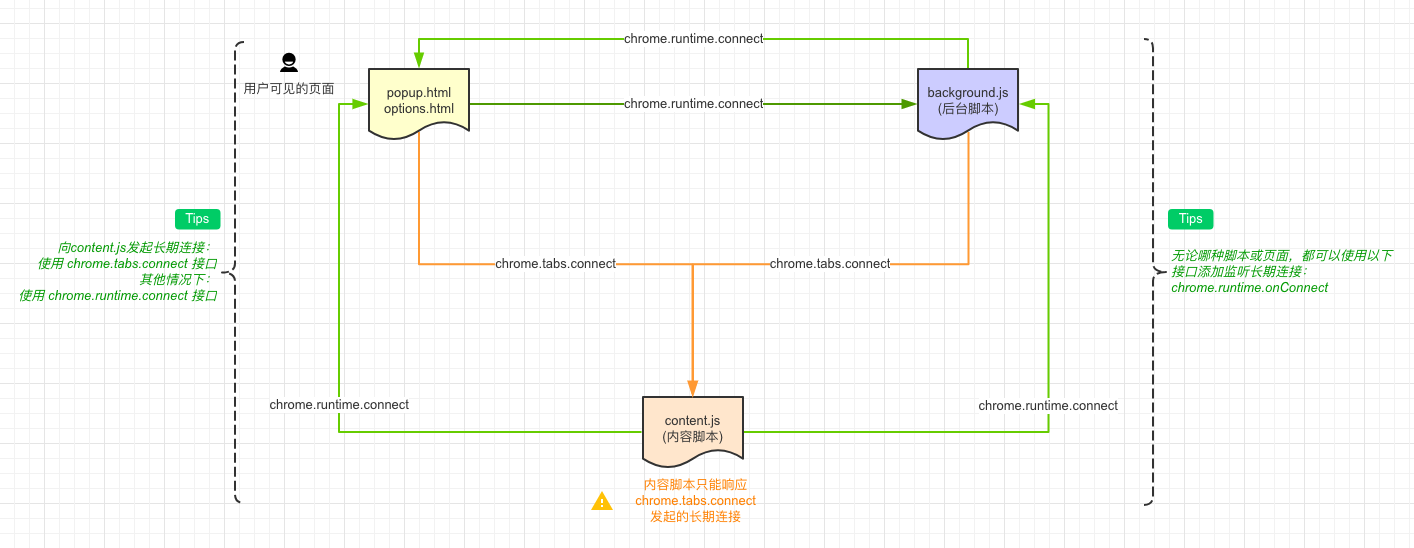 chrome.runtime.connect
用户可见的页面
popup.html
options.html
chrome.runtime.connect
background.js
(后台脚本)
Tips
向content.js发起长期连接：
使用 chrome.tabs.connect 接口
其他情况下：
使用 chrome.runtime.connect 接口
Tips
无论哪种脚本或页面，都可以使用以下
接口添加监听长期连接：
chrome.runtime.onConnect
chrome.tabs.connect
chrome.tabs.connect
chrome.runtime.connect
chrome.runtime.connect
content.js
(内容脚本)
内容脚本只能响应
chrome.tabs.connect
发起的长期连接